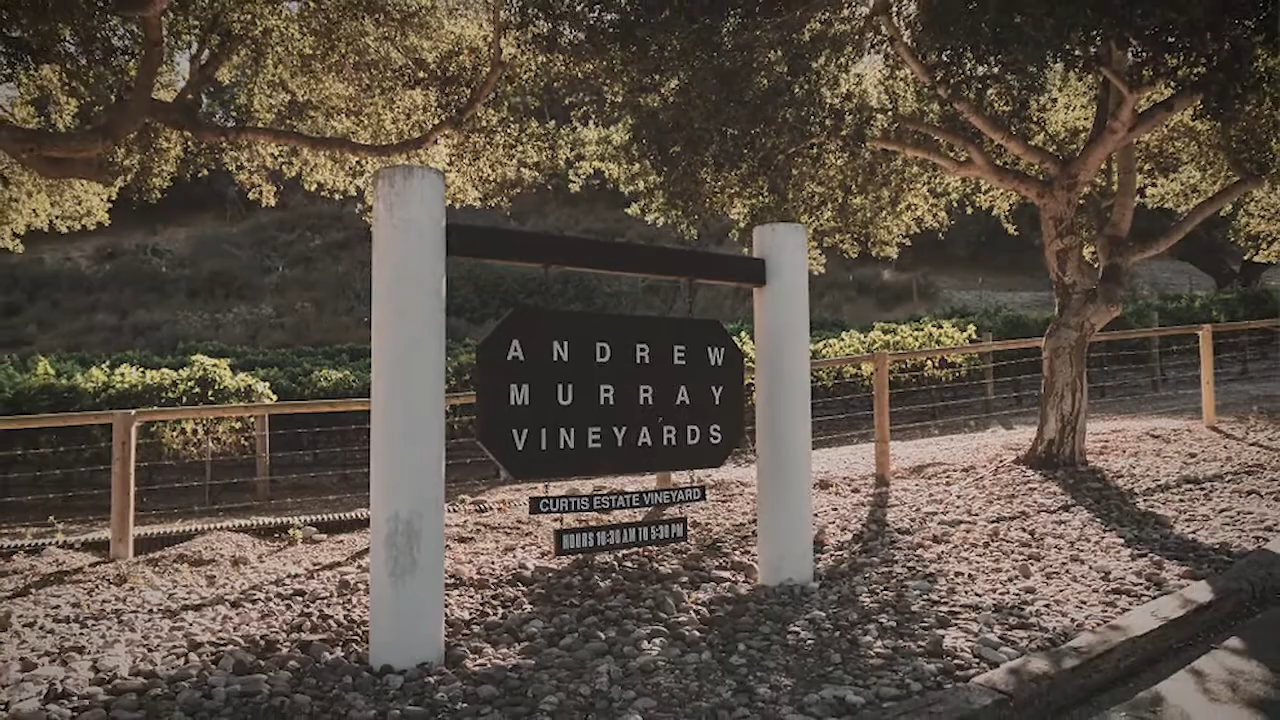 ANDREW
MURRAY
VINEYARDS
CURTIS ESTATE VINEYARD
HOURS 10:30 AM TO 5:30 PM